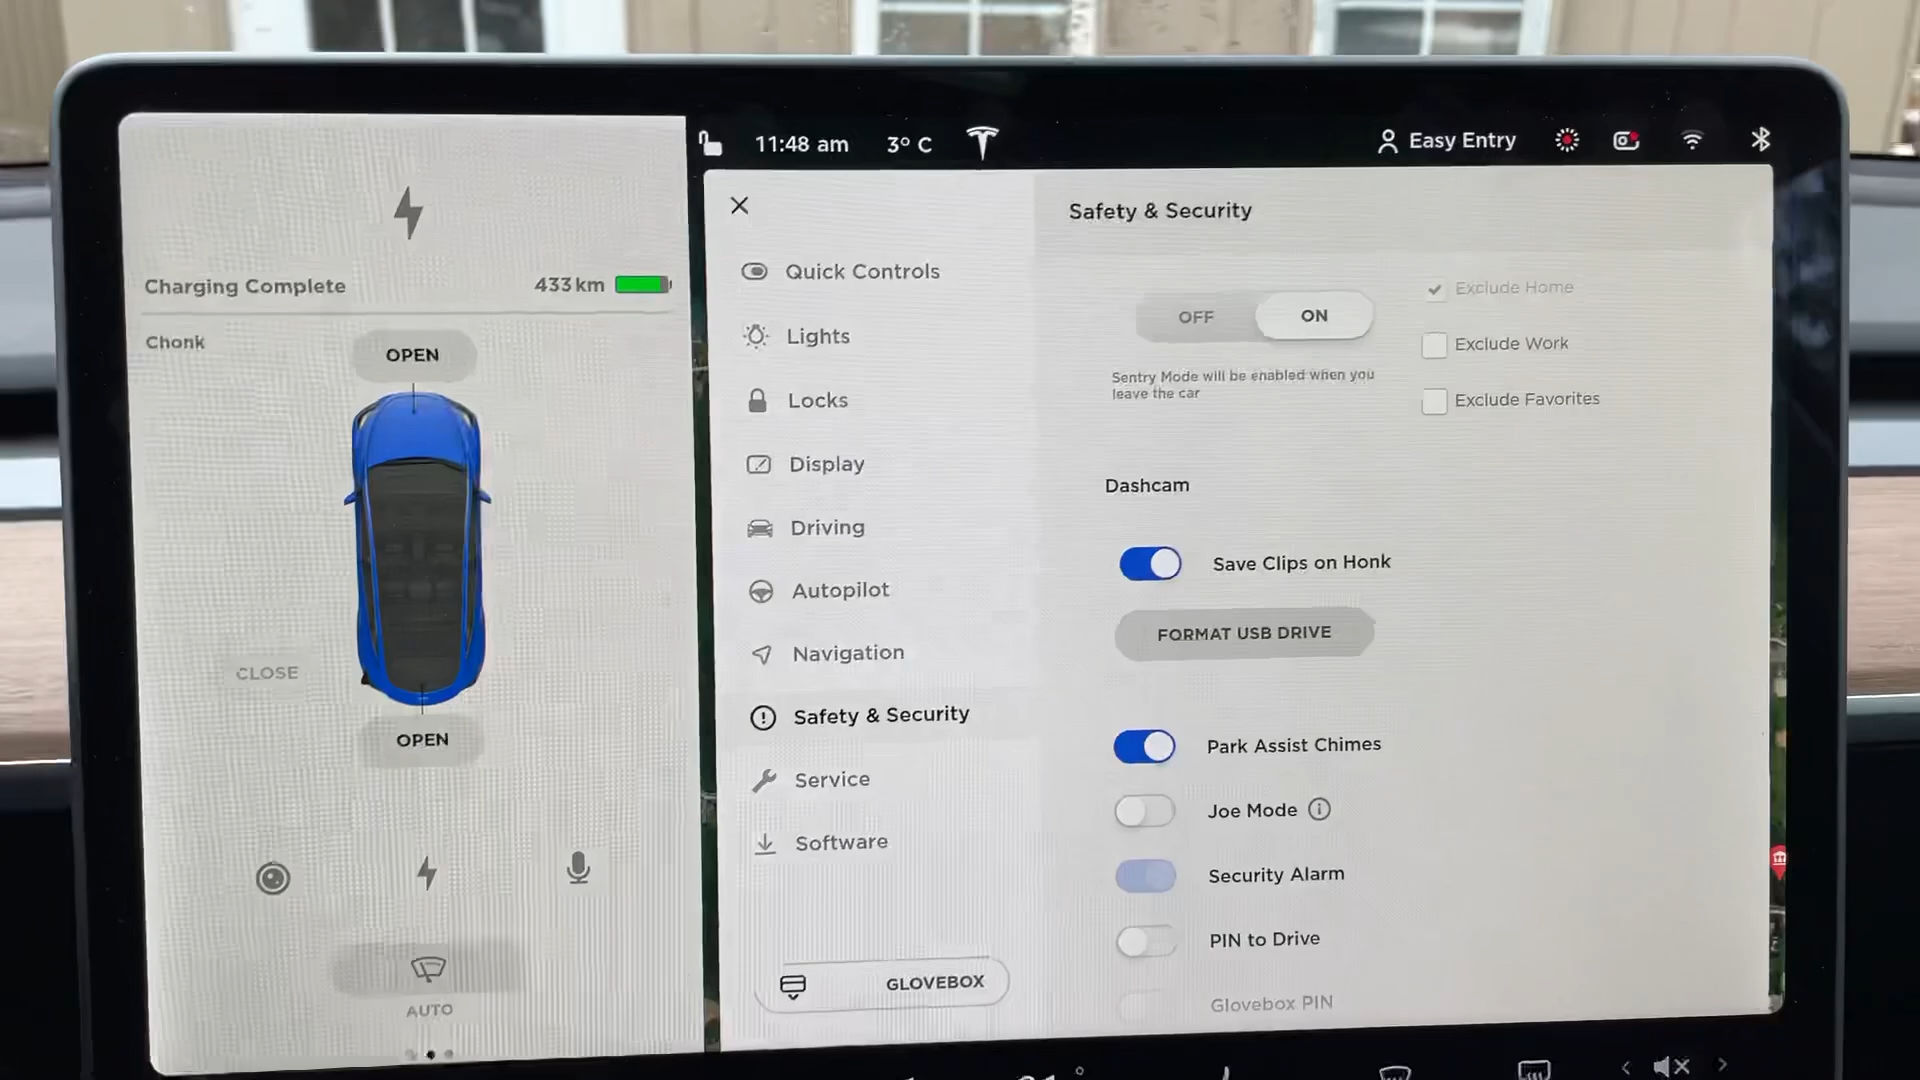 11:48 am
3° C
Easy Entry
Charging Complete
433 km
Chonk
OPEN
CLOSE
OPEN
AUTO
Quick Controls
Lights
Locks
Display
Driving
Autopilot
Navigation
Safety & Security
Service
Software
GLOVEBOX
Safety & Security
OFF
ON
Sentry Mode will be enabled when you
leave the car
Exclude Home
Exclude Work
Exclude Favorites
Dashcam
Save Clips on Honk
FORMAT USB DRIVE
Park Assist Chimes
Joe Mode
Security Alarm
PIN to Drive
Glovebox PIN